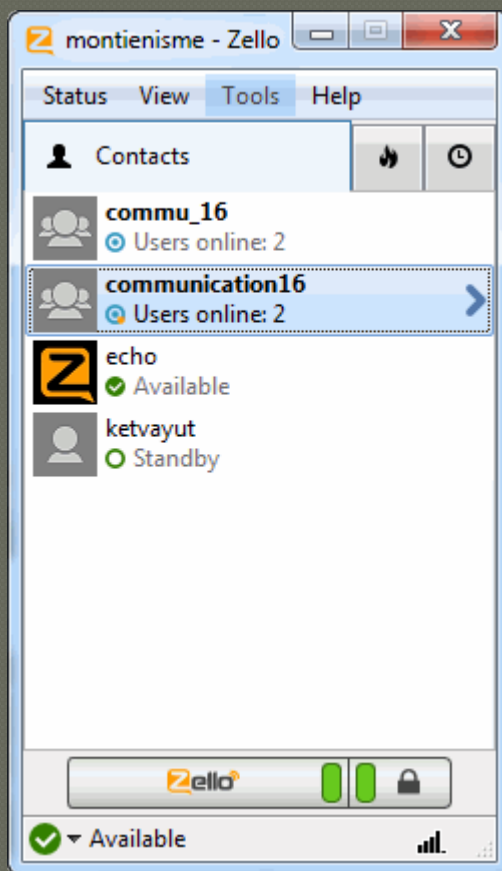 montienisme - Zello
Status View Tools Help
Contacts
commu_16
Users online: 2
communication16
Users online: 2
echo
Available
ketvayut
Standby
Zello
Available